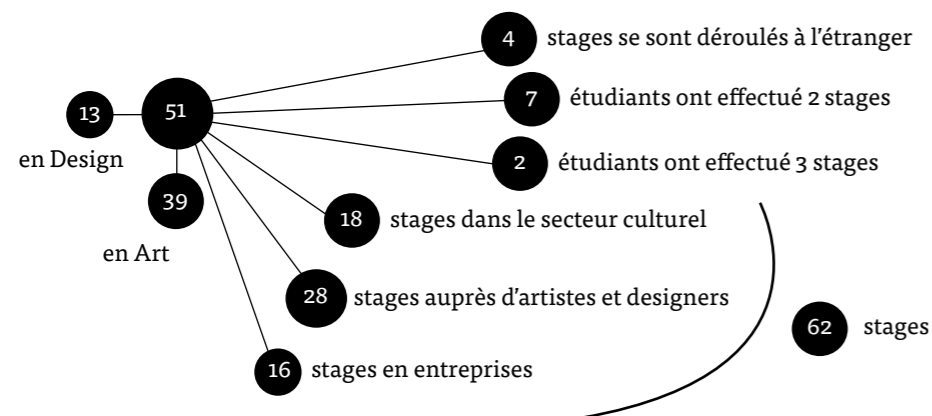 4 stages se sont déroulés à l'étranger
7 étudiants ont effectué 2 stages
13 51
en Design
2 étudiants ont effectué 3 stages
39
en Art
18 stages dans le secteur culturel
28 stages auprès d'artistes et designers
62 stages
16 stages en entreprises